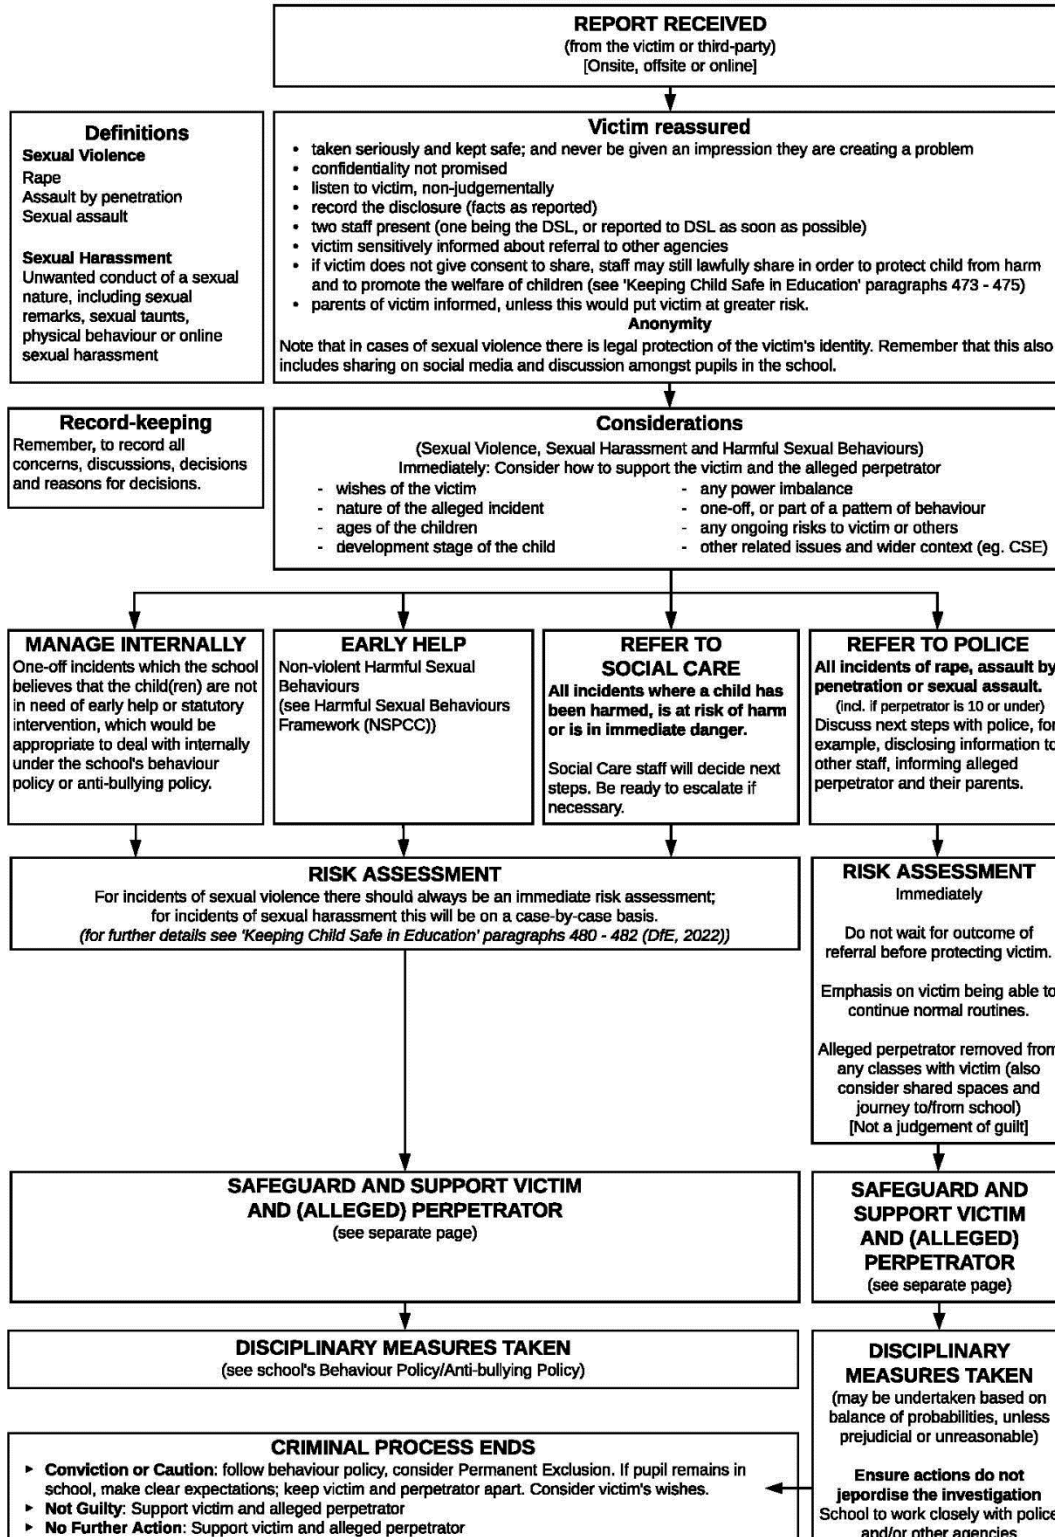 REPORT RECEIVED
(from the victim or third-party)
[Onsite, offsite or online]
Definitions
Sexual Violence
Rape
Assault by penetration
Sexual assault
Sexual Harassment
Unwanted conduct of a sexual
nature, including sexual
remarks, sexual taunts,
physical behaviour or online
sexual harassment
Victim reassured
• taken seriously and kept safe; and never be given an impression they are creating a problem
• confidentiality not promised
• listen to victim, non-judgementally
• record the disclosure (facts as reported)
• two staff present (one being the DSL, or reported to DSL as soon as possible)
• victim sensitively informed about referral to other agencies
• if victim does not give consent to share, staff may still lawfully share in order to protect child from harm
and to promote the welfare of children (see 'Keeping Child Safe in Education' paragraphs 473 - 475)
• parents of victim informed, unless this would put victim at greater risk.
Anonymity
Note that in cases of sexual violence there is legal protection of the victim's identity. Remember that this also
includes sharing on social media and discussion amongst pupils in the school.
Record-keeping
Remember, to record all
concerns, discussions, decisions
and reasons for decisions.
Considerations
(Sexual Violence, Sexual Harassment and Harmful Sexual Behaviours)
Immediately: Consider how to support the victim and the alleged perpetrator
- wishes of the victim
- nature of the alleged incident
- ages of the children
- development stage of the child
- any power imbalance
- one-off, or part of a pattern of behaviour
- any ongoing risks to victim or others
- other related issues and wider context (eg. CSE)
MANAGE INTERNALLY
One-off incidents which the school
believes that the child(ren) are not
in need of early help or statutory
intervention, which would be
appropriate to deal with internally
under the school's behaviour
policy or anti-bullying policy.
EARLY HELP
Non-violent Harmful Sexual
Behaviours
(see Harmful Sexual Behaviours
Framework (NSPCC))
REFER TO
SOCIAL CARE
All incidents where a child has
been harmed, is at risk of harm
or is in immediate danger.
Social Care staff will decide next
steps. Be ready to escalate if
necessary.
REFER TO POLICE
All incidents of rape, assault by
penetration or sexual assault.
(incl. if perpetrator is 10 or under)
Discuss next steps with police, for
example, disclosing information to
other staff, informing alleged
perpetrator and their parents.
RISK ASSESSMENT
For incidents of sexual violence there should always be an immediate risk assessment;
for incidents of sexual harassment this will be on a case-by-case basis.
(for further details see 'Keeping Child Safe in Education' paragraphs 480 - 482 (DfE, 2022))
RISK ASSESSMENT
Immediately
Do not wait for outcome of
referral before protecting victim.
Emphasis on victim being able to
continue normal routines.
Alleged perpetrator removed from
any classes with victim (also
consider shared spaces and
journey to/from school)
[Not a judgement of guilt]
SAFEGUARD AND SUPPORT VICTIM
AND (ALLEGED) PERPETRATOR
(see separate page)
SAFEGUARD AND
SUPPORT VICTIM
AND (ALLEGED)
PERPETRATOR
(see separate page)
DISCIPLINARY MEASURES TAKEN
(see school's Behaviour Policy/Anti-bullying Policy)
DISCIPLINARY
MEASURES TAKEN
(may be undertaken based on
balance of probabilities, unless
prejudicial or unreasonable)
Ensure actions do not
jepordise the investigation
School to work closely with police
and/or other agencies
CRIMINAL PROCESS ENDS
▸ Conviction or Caution: follow behaviour policy, consider Permanent Exclusion. If pupil remains in
school, make clear expectations; keep victim and perpetrator apart. Consider victim's wishes.
▸ Not Guilty: Support victim and alleged perpetrator
▸ No Further Action: Support victim and alleged perpetrator